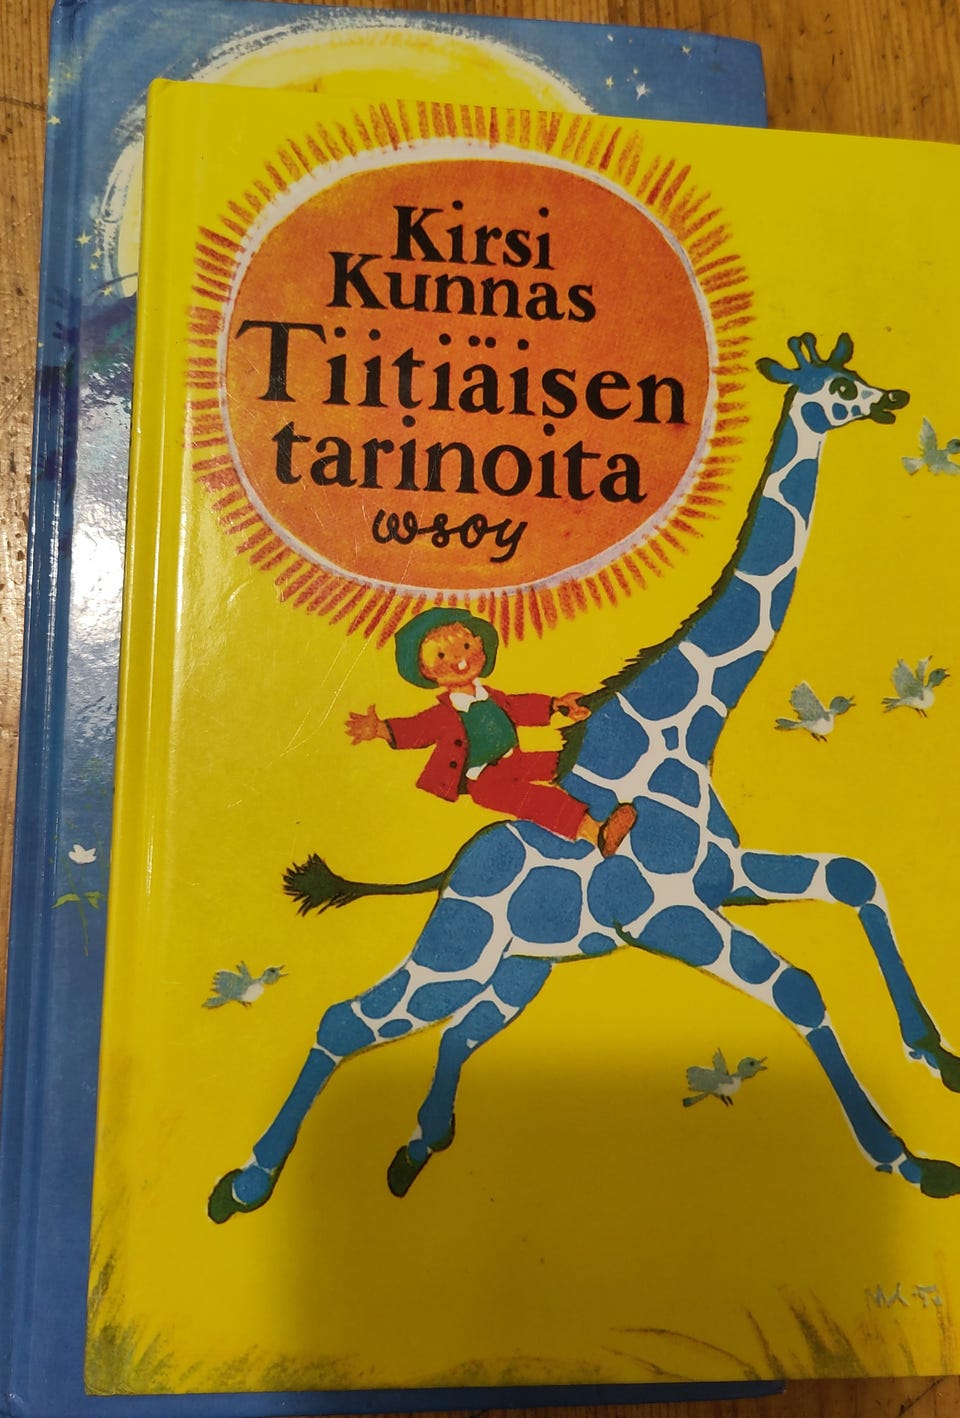 Kirsi
Kunnas
Tiitiäisen
tarinoita
wsoy